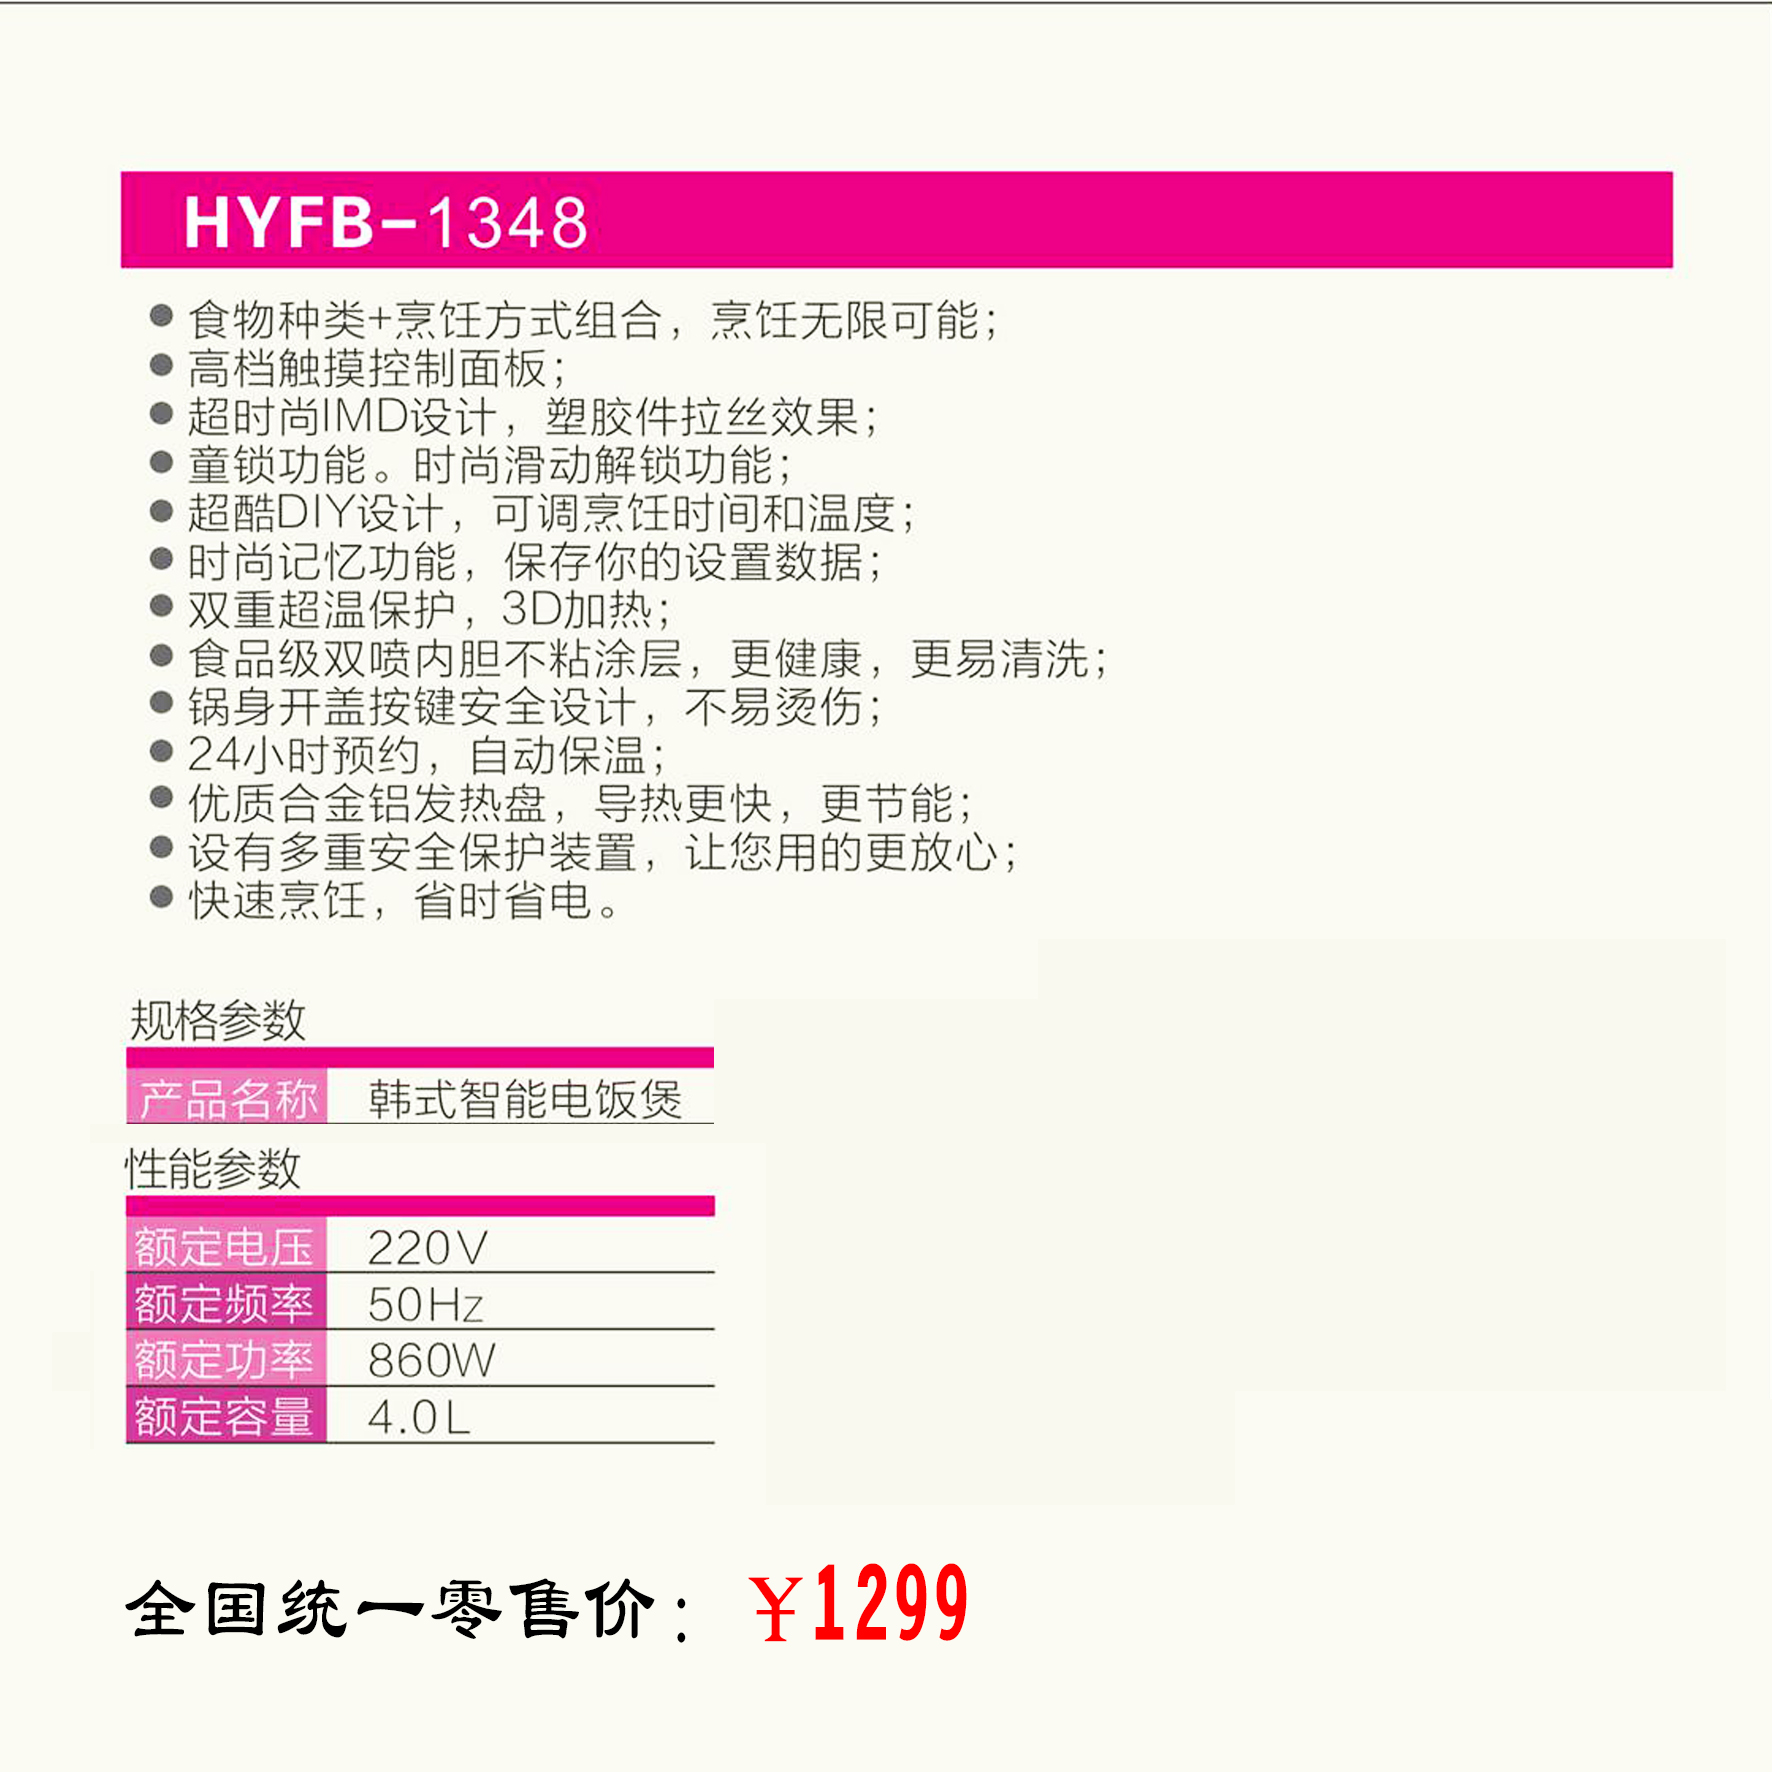 HYFB-1348
● 食物种类+烹饪方式组合，烹饪无限可能；
● 高档触摸控制面板；
● 超时尚IMD设计，塑胶件拉丝效果；
● 童锁功能。时尚滑动解锁功能；
● 超酷DIY设计，可调烹饪时间和温度；
● 时尚记忆功能，保存你的设置数据；
● 双重超温保护，3D加热；
● 食品级双喷内胆不粘涂层，更健康，更易清洗；
● 锅身开盖按键安全设计，不易烫伤；
● 24小时预约，自动保温；
● 优质合金铝发热盘，导热更快，更节能；
● 设有多重安全保护装置，让您用的更放心；
● 快速烹饪，省时省电。
规格参数
产品名称 韩式智能电饭煲
性能参数
额定电压 220V
额定频率 50Hz
额定功率 860W
额定容量 4.0L
全国统一零售价：￥1299